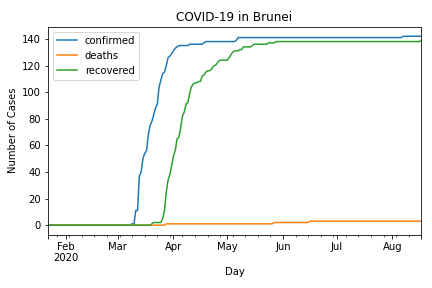 COVID-19 in Brunei
confirmed
deaths
recovered
Number of Cases
140
120
100
80
60
40
20
0
Feb Mar Apr May Jun Jul Aug
2020
Day